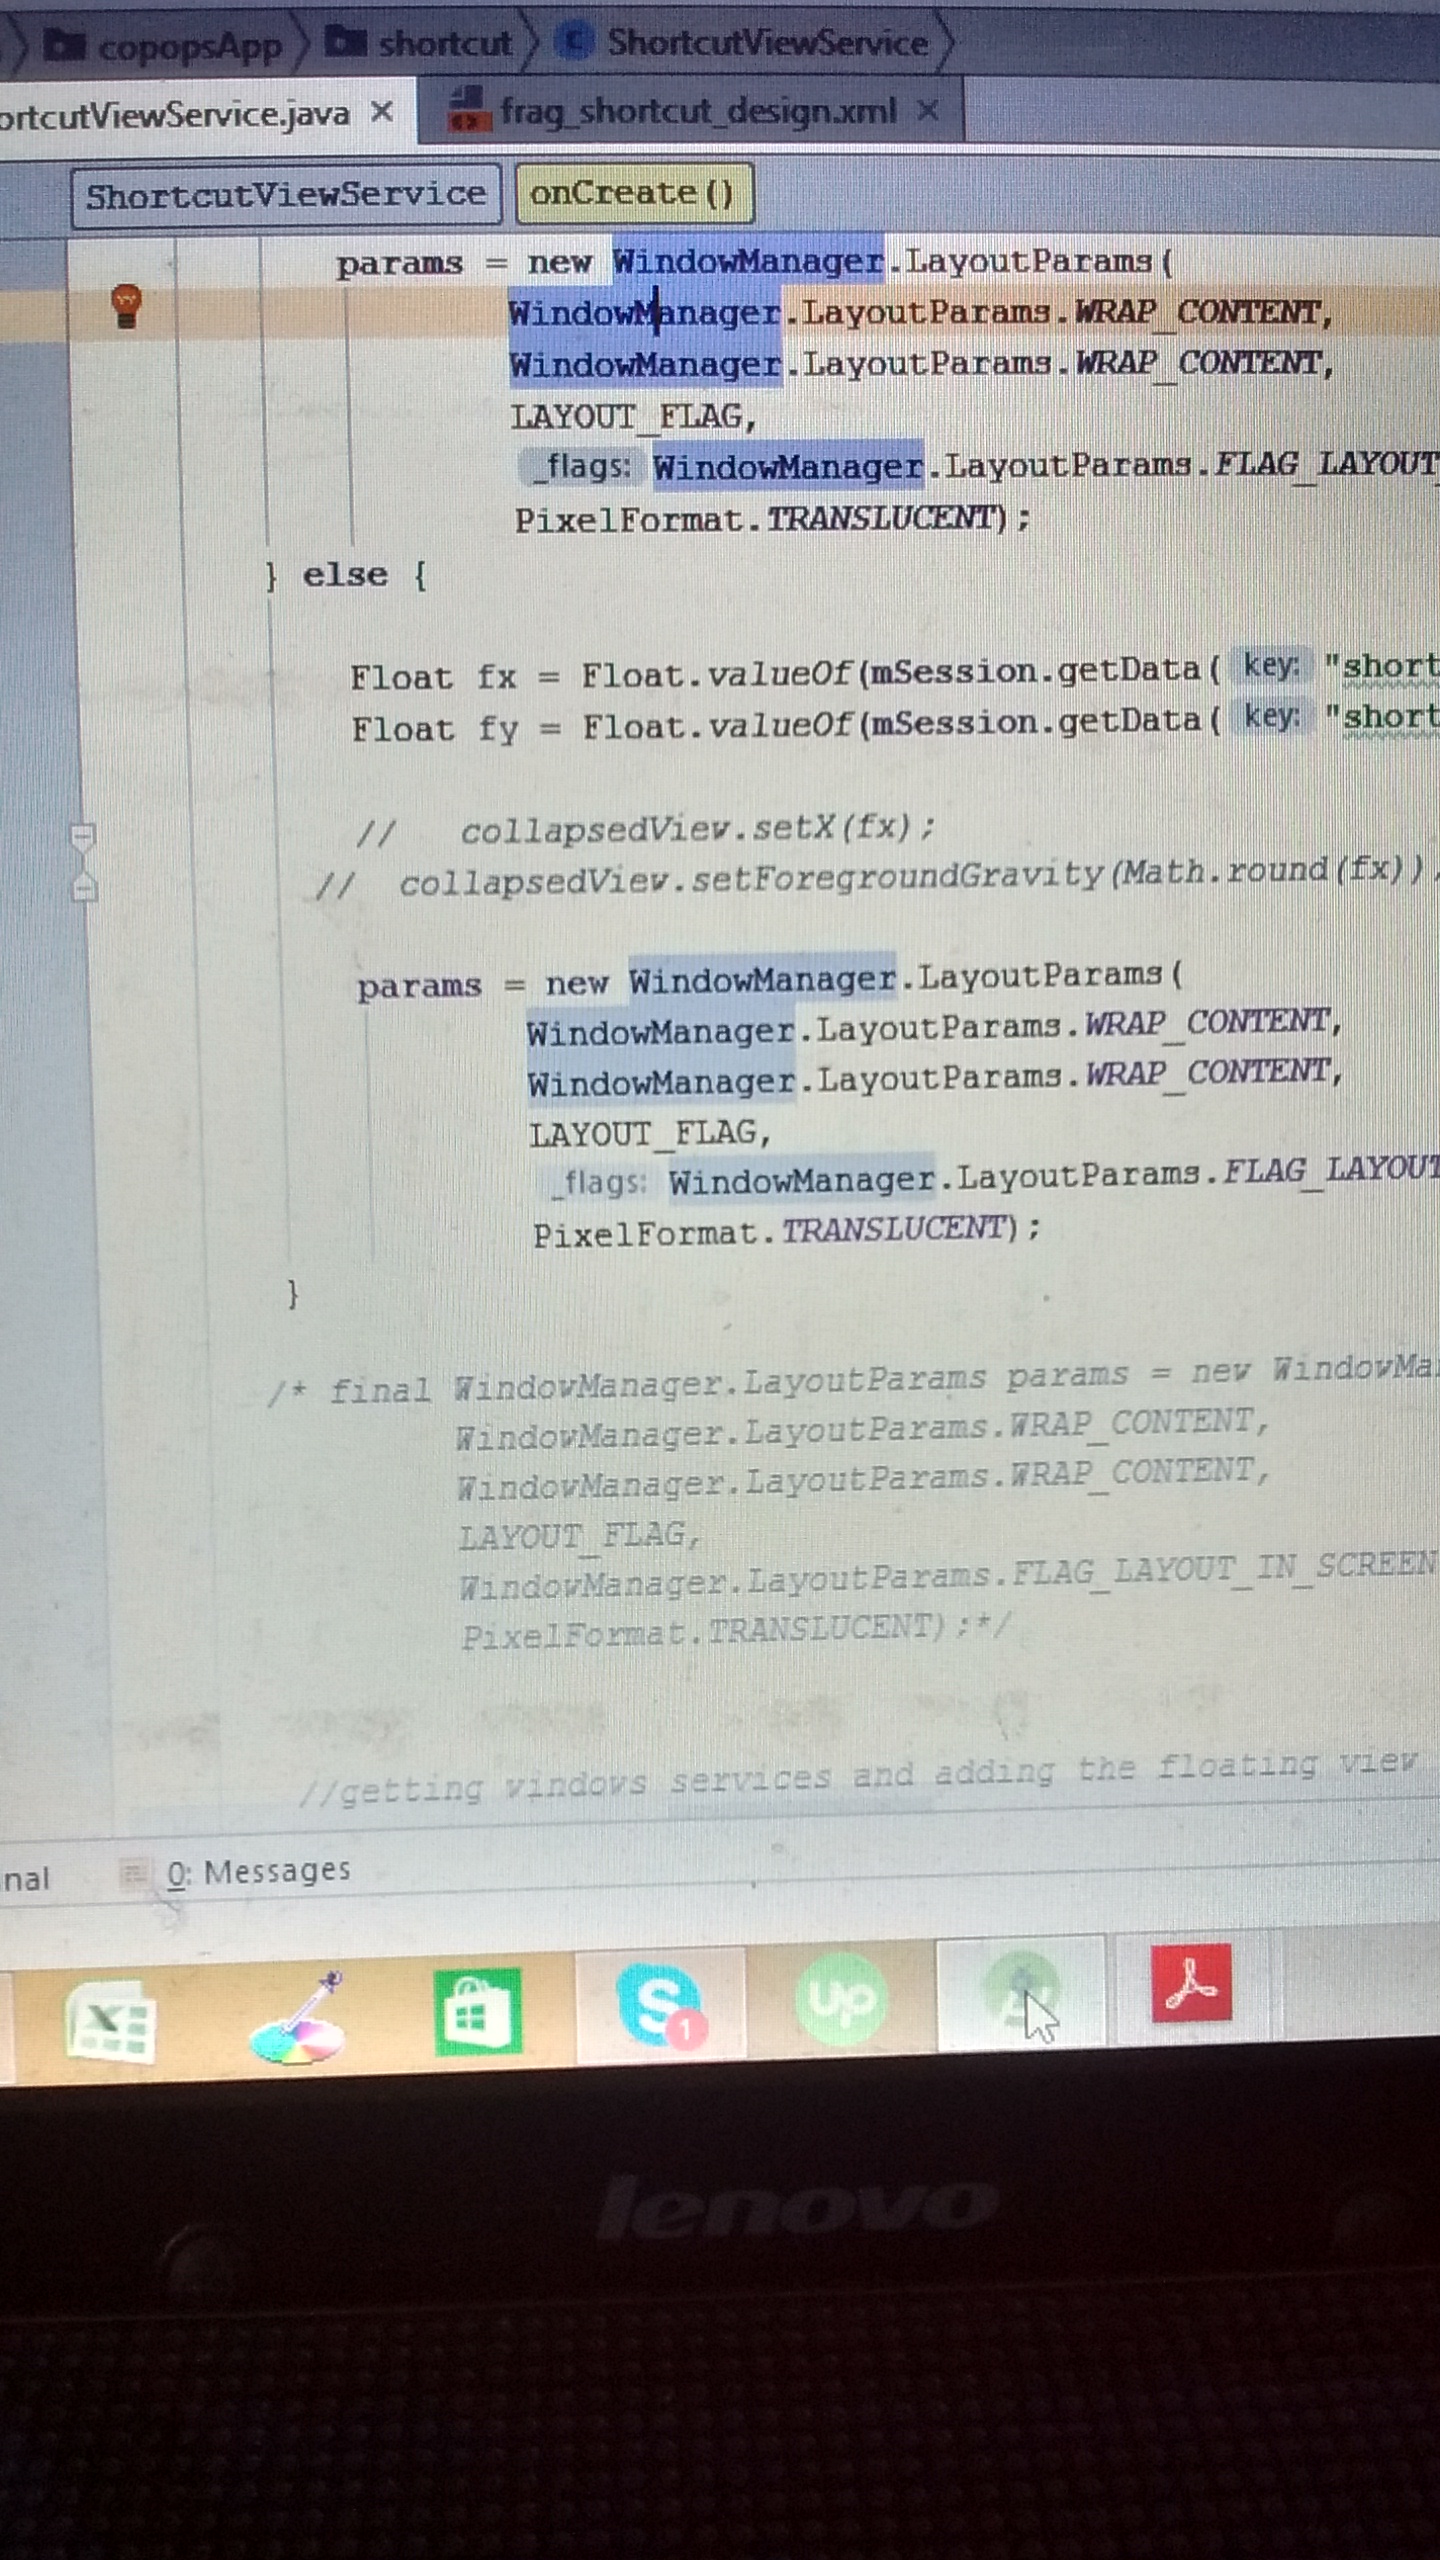 copopsApp shortcut C ShortcutViewService
ortcutViewService.java × frag_shortcut_design.xml ×
ShortcutViewService onCreate()
params = new WindowManager.LayoutParams(
WindowManager.LayoutParams.WRAP_CONTENT,
WindowManager.LayoutParams.WRAP_CONTENT,
LAYOUT_FLAG,
_flags: WindowManager.LayoutParams.FLAG_LAYOUT_
PixelFormat.TRANSLUCENT);
} else {
Float fx = Float.valueOf(mSession.getData( key: "short
Float fy = Float.valueOf(mSession.getData( key: "short
// collapsedView.setX(fx);
// collapsedView.setForegroundGravity(Math.round(fx))
params = new WindowManager.LayoutParams(
WindowManager.LayoutParams.WRAP_CONTENT,
WindowManager.LayoutParams.WRAP_CONTENT,
LAYOUT_FLAG,
_flags: WindowManager.LayoutParams.FLAG_LAYOUT
PixelFormat.TRANSLUCENT);
}
/* final WindowManager.LayoutParams params = new WindowMa
WindowManager.LayoutParams.WRAP_CONTENT,
WindowManager.LayoutParams.WRAP_CONTENT,
LAYOUT_FLAG,
WindowManager.LayoutParams.FLAG_LAYOUT_IN_SCREEN
PixelFormat.TRANSLUCENT);*/
//getting windows services and adding the floating view
nal 0: Messages
X S 1 up
lenovo